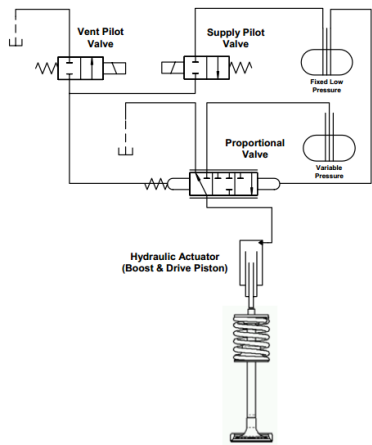 Vent Pilot
Valve
Supply Pilot
Valve
Fixed Low
Pressure
Proportional
Valve
Variable
Pressure
Hydraulic Actuator
(Boost & Drive Piston)